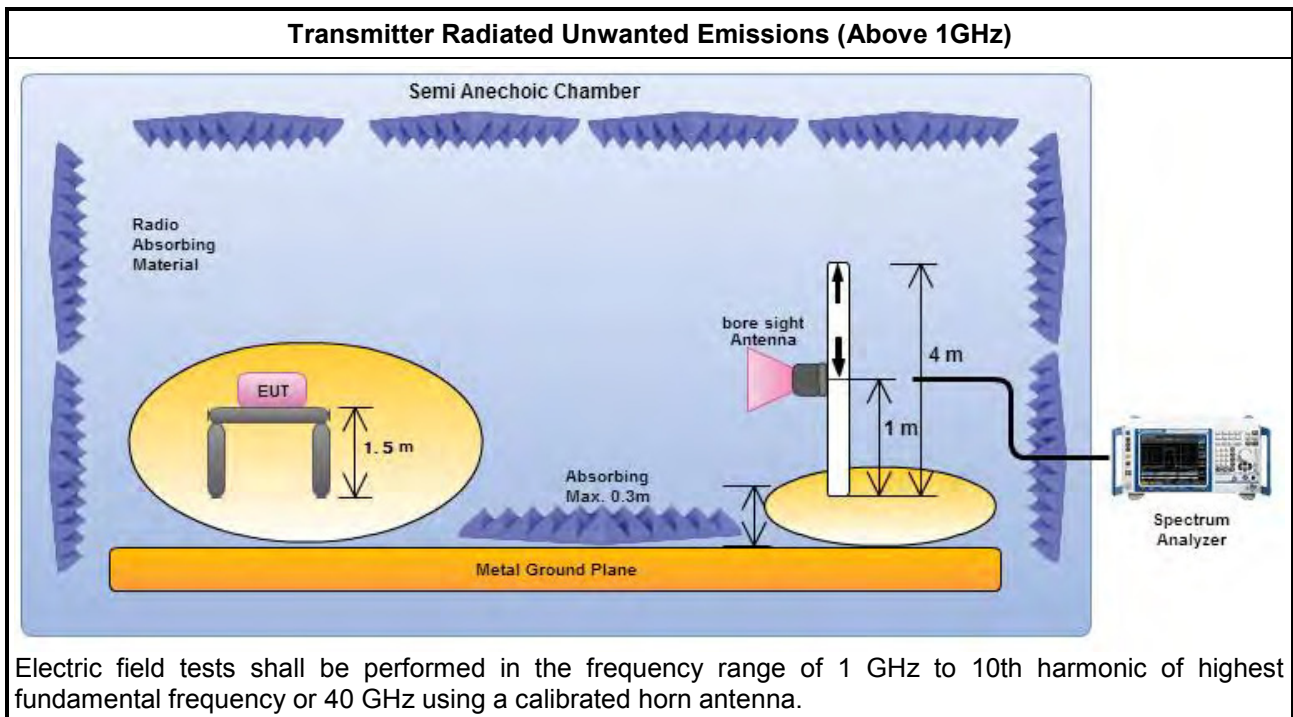 Transmitter Radiated Unwanted Emissions (Above 1GHz)
Semi Anechoic Chamber
Radio
Absorbing
Material
bore sight
Antenna
4 m
EUT
1.5 m
1 m
Absorbing
Max. 0.3m
Spectrum
Analyzer
Metal Ground Plane
Electric field tests shall be performed in the frequency range of 1 GHz to 10th harmonic of highest
fundamental frequency or 40 GHz using a calibrated horn antenna.